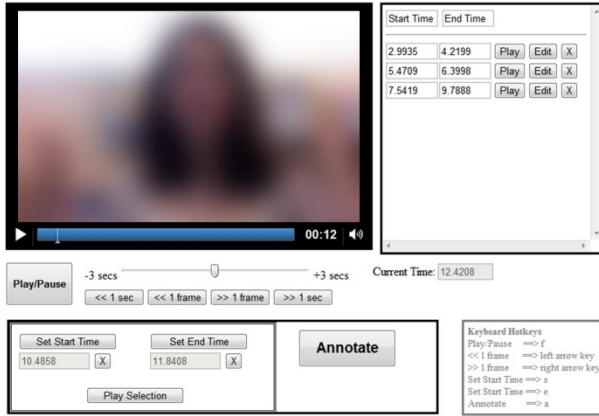 Start Time End Time
2.9935 4.2199 Play Edit X
5.4709 6.3998 Play Edit X
7.5419 9.7888 Play Edit X
00:12
Play/Pause
-3 secs +3 secs
Current Time: 12.4208
<< 1 sec << 1 frame >> 1 frame >> 1 sec
Set Start Time Set End Time
10.4858 X 11.8408 X
Play Selection
Annotate
Keyboard Hotkeys
Play/Pause ==> f
<< 1 frame ==> left arrow key
>> 1 frame ==> right arrow key
Set Start Time ==> s
Set Start Time ==> e
Annotate ==> a